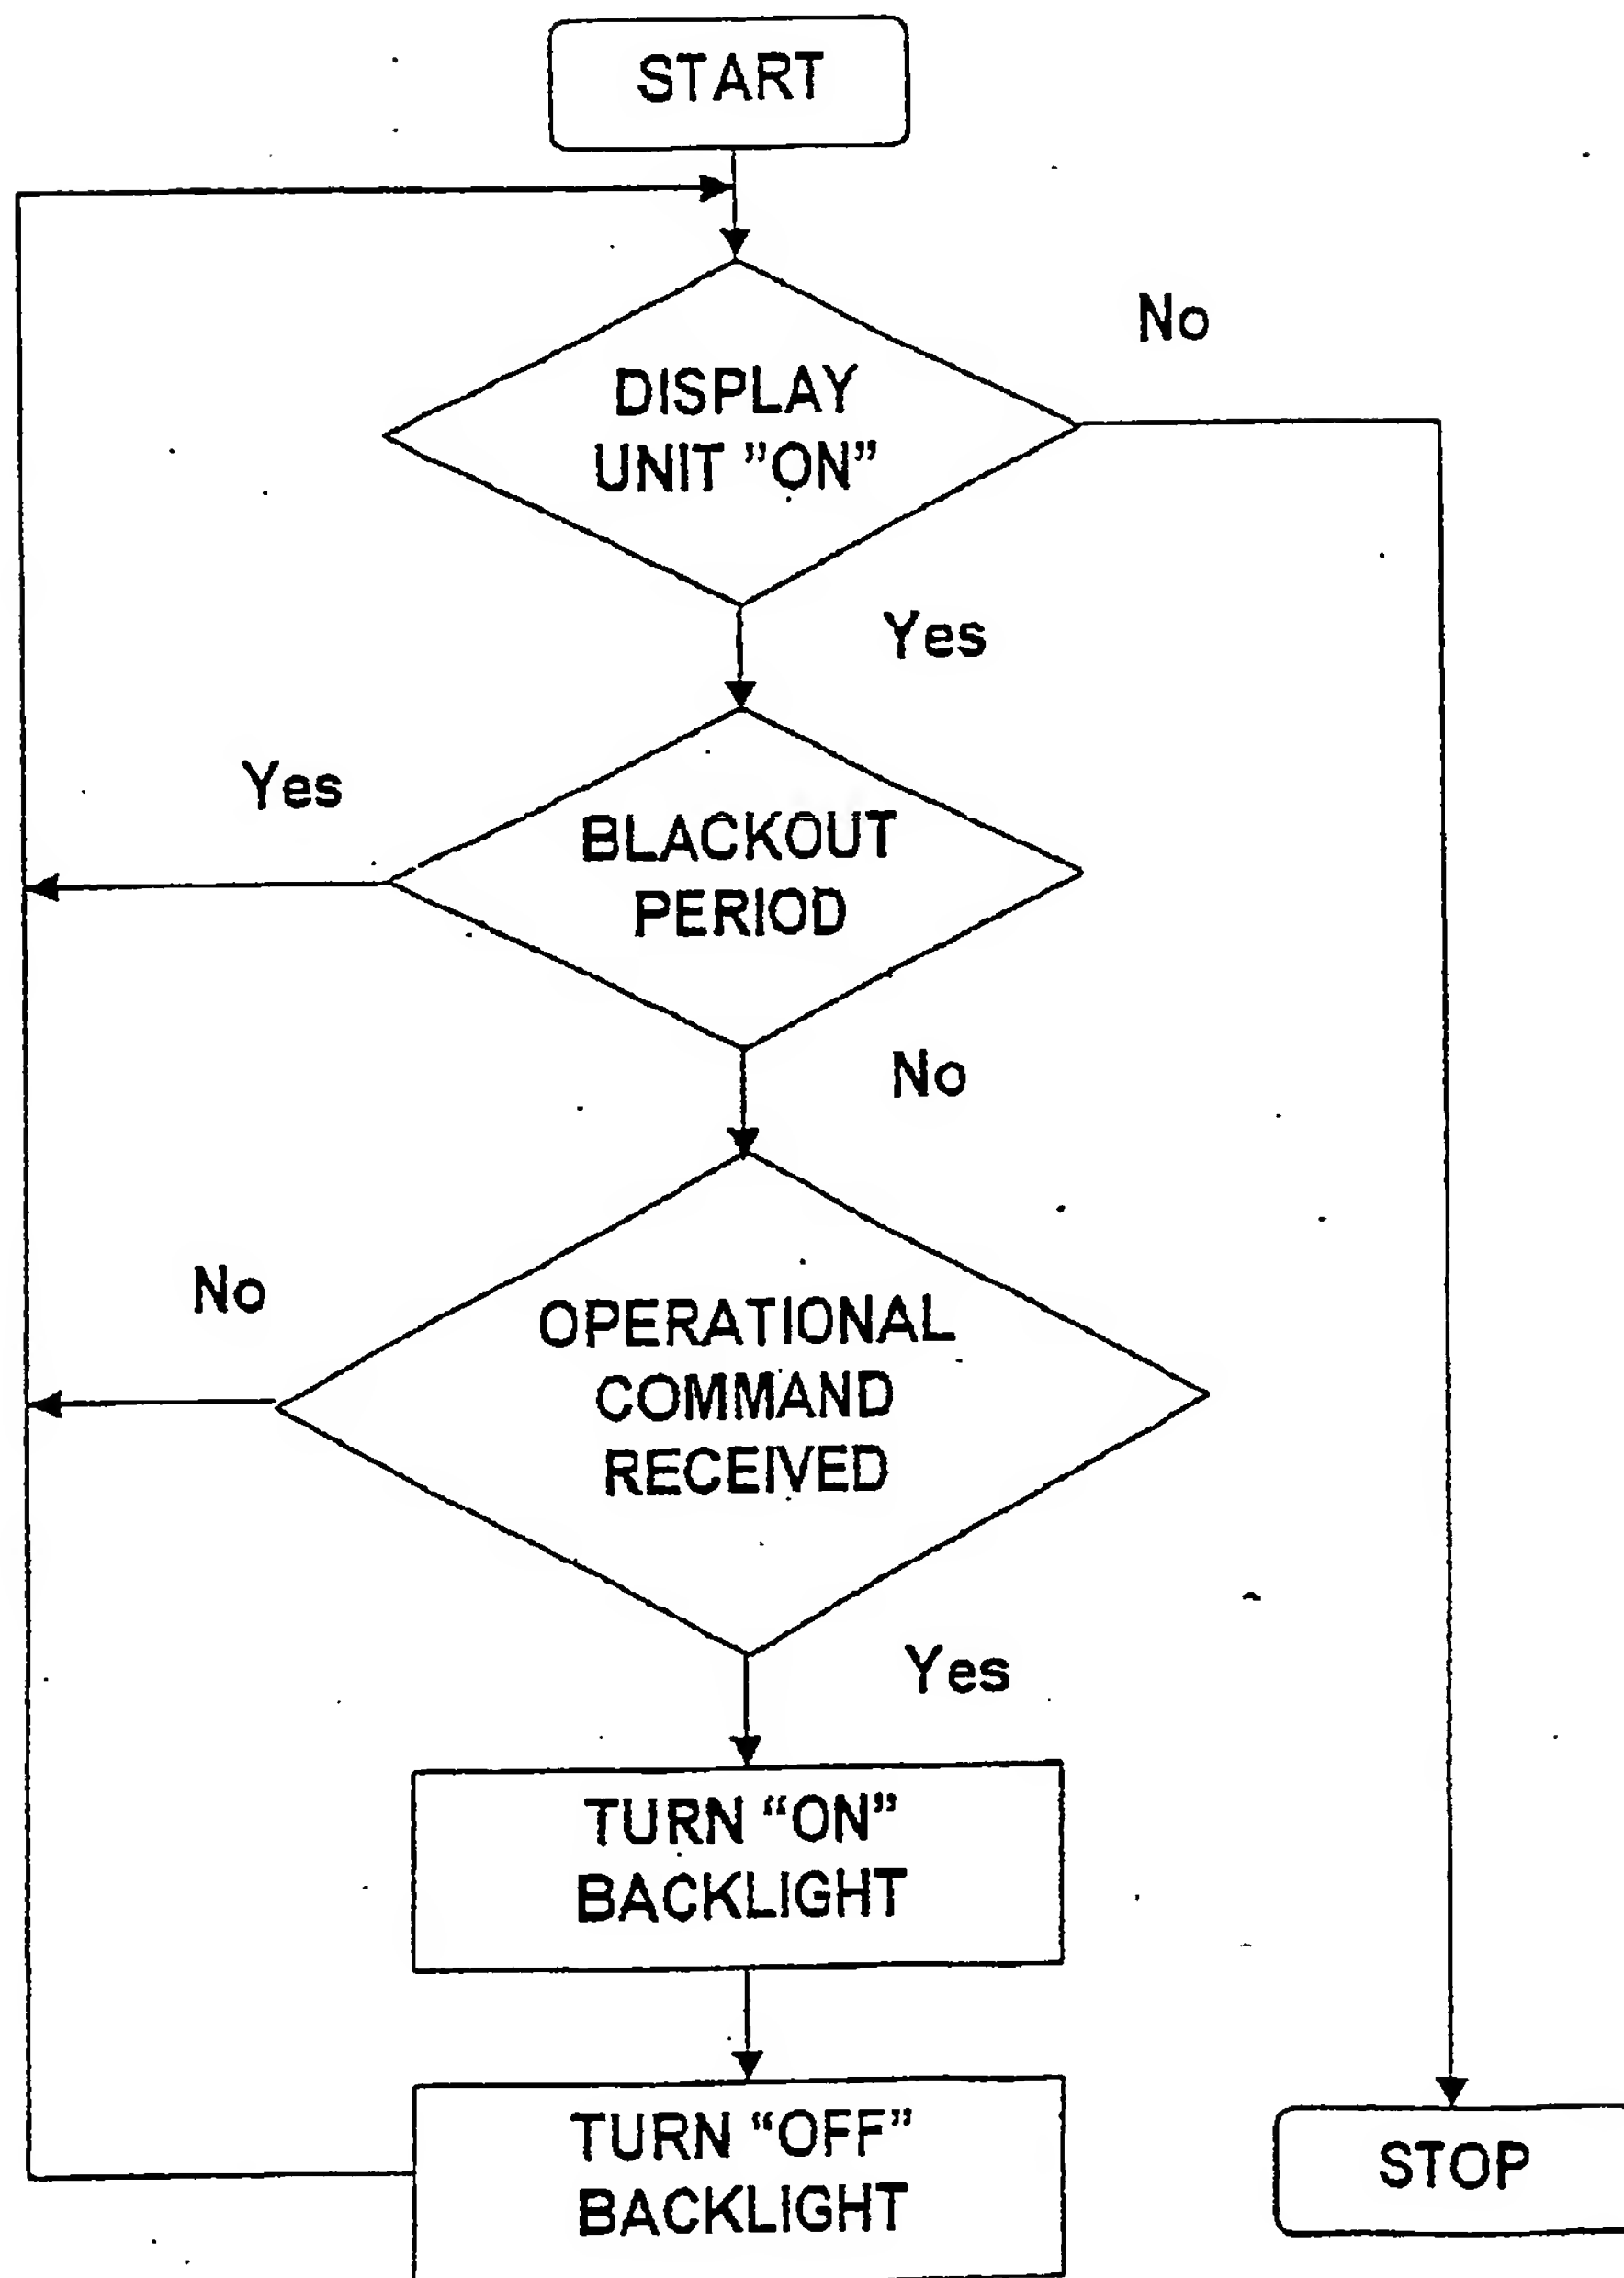 START
No
DISPLAY
UNIT ”ON”
Yes
Yes
BLACKOUT
PERIOD
No
No
OPERATIONAL
COMMAND
RECEIVED
Yes
TURN “ON”
BACKLIGHT
TURN “OFF”
BACKLIGHT
STOP